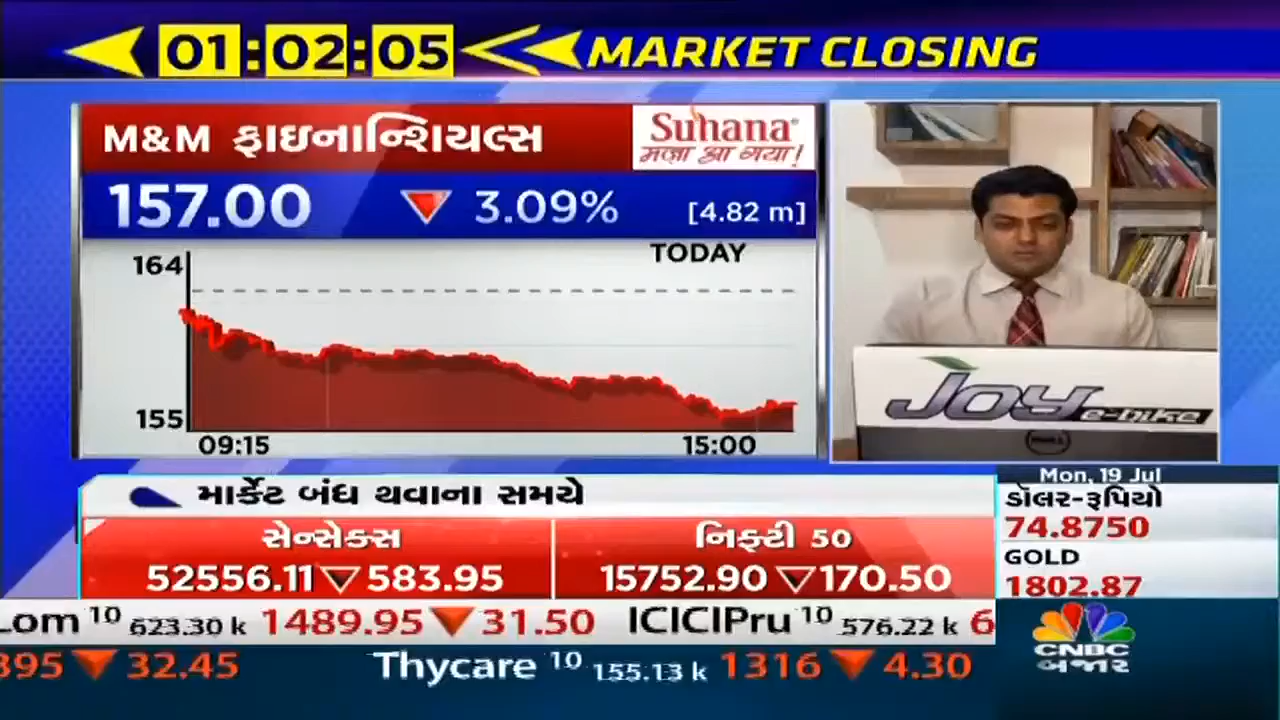 01:02:05 MARKET CLOSING
M&M ફાઇનાન્શિયલ્સ
Suhana
मज़ा आ गया!
157.00 3.09% [4.82 m]
TODAY
164
155
09:15 15:00
Joy e-bike
DELL
માર્કેટ બંધ થવાના સમયે
સેન્સેક્સ
52556.11 583.95
નિફ્ટી 50
15752.90 170.50
Mon, 19 Jul
ડૉલર-રૂપિયો
74.8750
GOLD
1802.87
Lom 10 623.30 k 1489.95 31.50 ICICIPru 10 576.22 k 6
395 32.45 Thycare 10 155.13 k 1316 4.30
CNBC
બજાર